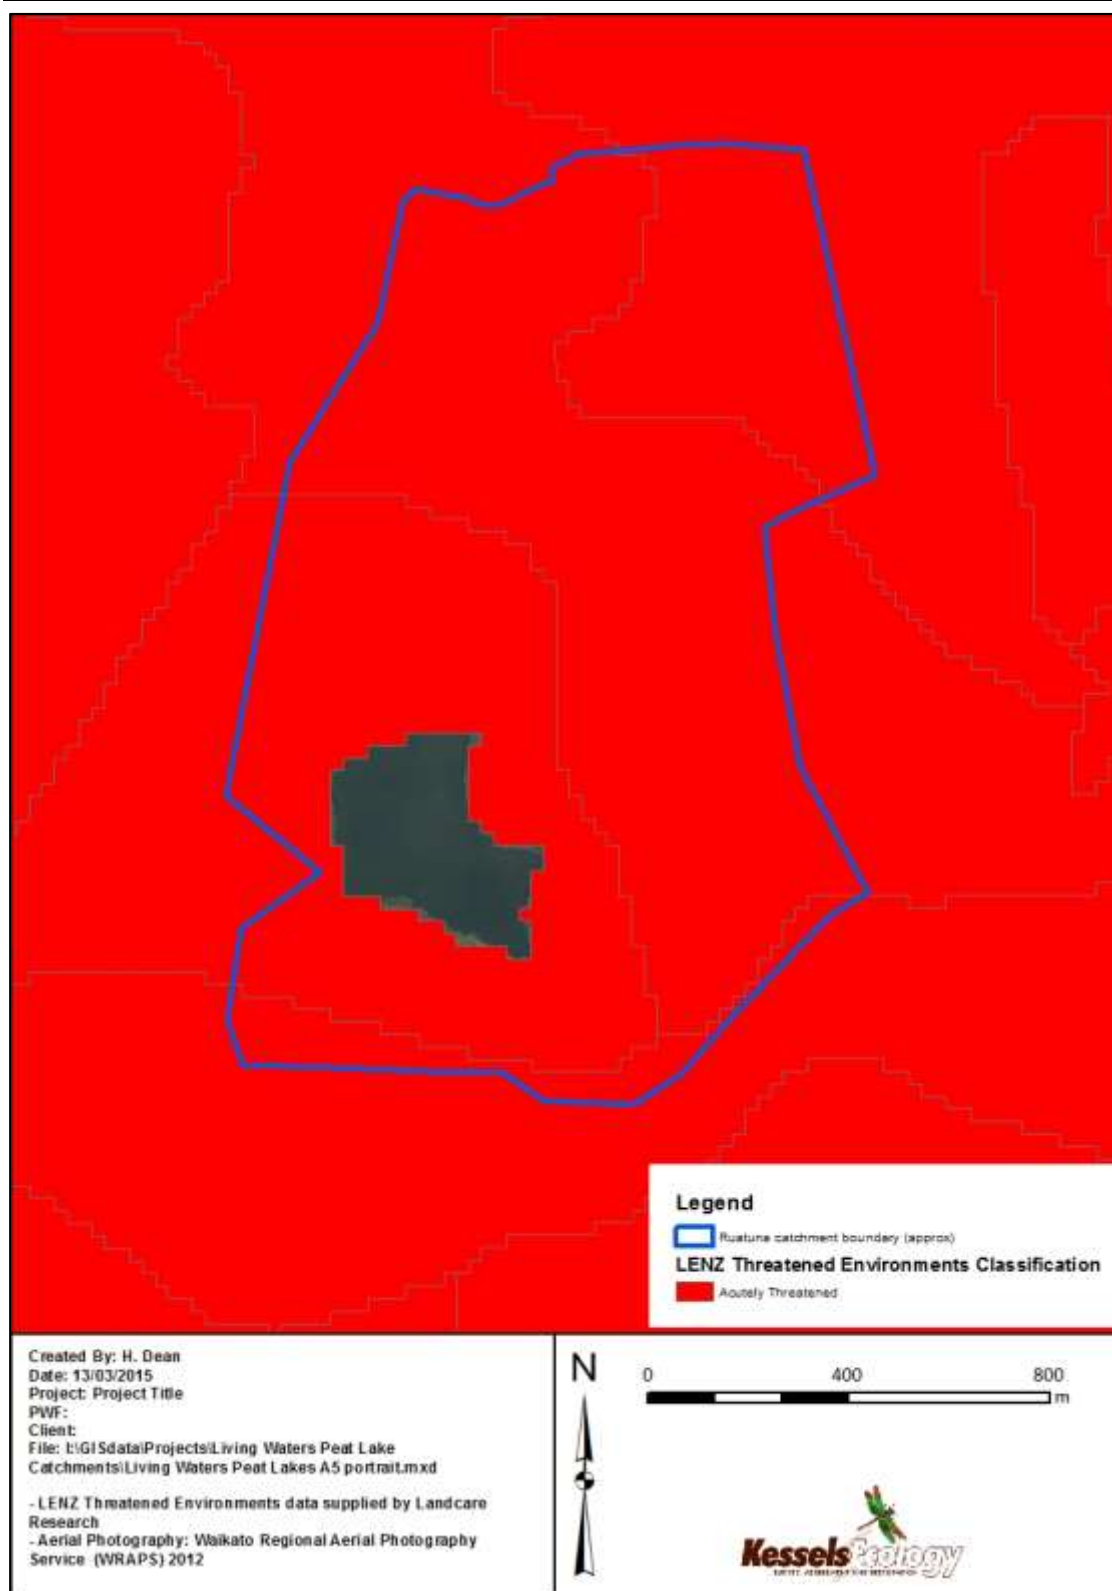 Legend
Ruatuna catchment boundary (approx)
LENZ Threatened Environments Classification
Acutely Threatened
Created By: H. Dean
Date: 13/03/2015
Project: Project Title
PWF:
Client:
File: I:\GISdata\Projects\Living Waters Peat Lake
Catchments\Living Waters Peat Lakes A5 portrait.mxd
- LENZ Threatened Environments data supplied by Landcare
Research
- Aerial Photography: Waikato Regional Aerial Photography
Service (WRAPS) 2012
N
0 400 800
m
Kessels Ecology